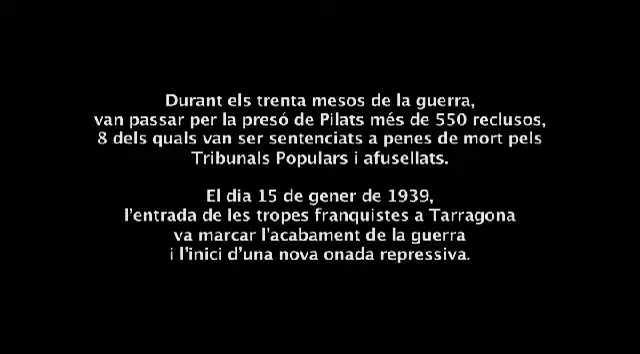 Durant els trenta mesos de la guerra,
van passar per la presó de Pilats més de 550 reclusos,
8 dels quals van ser sentenciats a penes de mort pels
Tribunals Populars i afusellats.
El dia 15 de gener de 1939,
l'entrada de les tropes franquistes a Tarragona
va marcar l'acabament de la guerra
i l'inici d'una nova onada repressiva.